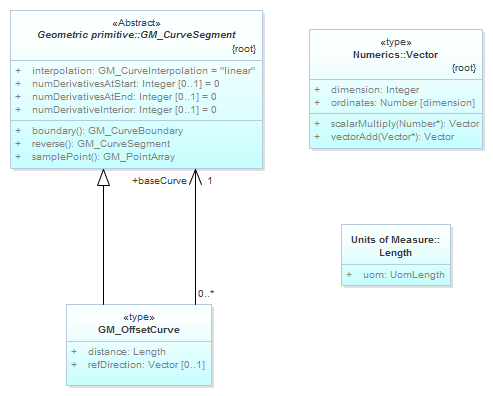 «Abstract»
Geometric primitive::GM_CurveSegment
{root}
+ interpolation: GM_CurveInterpolation = "linear"
+ numDerivativesAtStart: Integer [0..1] = 0
+ numDerivativesAtEnd: Integer [0..1] = 0
+ numDerivativeInterior: Integer [0..1] = 0
+ boundary(): GM_CurveBoundary
+ reverse(): GM_CurveSegment
+ samplePoint(): GM_PointArray
«type»
Numerics::Vector
{root}
+ dimension: Integer
+ ordinates: Number [dimension]
+ scalarMultiply(Number*): Vector
+ vectorAdd(Vector*): Vector
+baseCurve 1
0..*
Units of Measure::
Length
+ uom: UomLength
«type»
GM_OffsetCurve
+ distance: Length
+ refDirection: Vector [0..1]